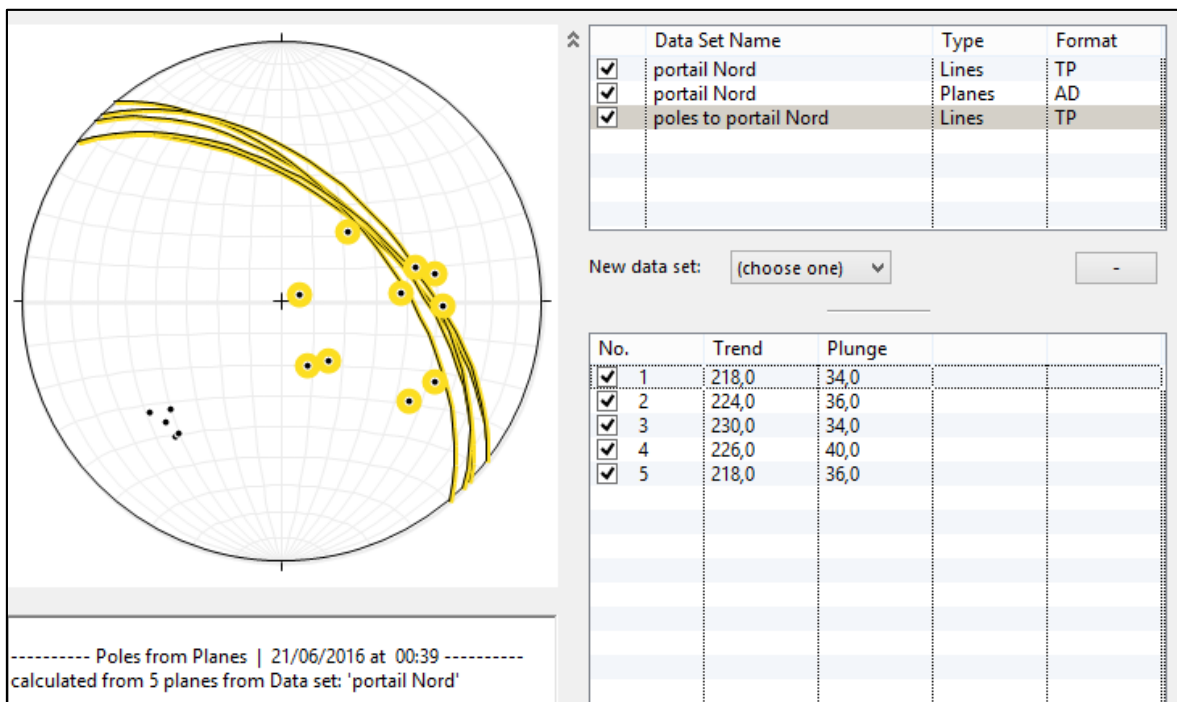 Data Set Name Type Format
portail Nord Lines TP
portail Nord Planes AD
poles to portail Nord Lines TP
New data set: (choose one) -
No. Trend Plunge
1 218,0 34,0
2 224,0 36,0
3 230,0 34,0
4 226,0 40,0
5 218,0 36,0
---------- Poles from Planes | 21/06/2016 at 00:39 ----------
calculated from 5 planes from Data set: 'portail Nord'